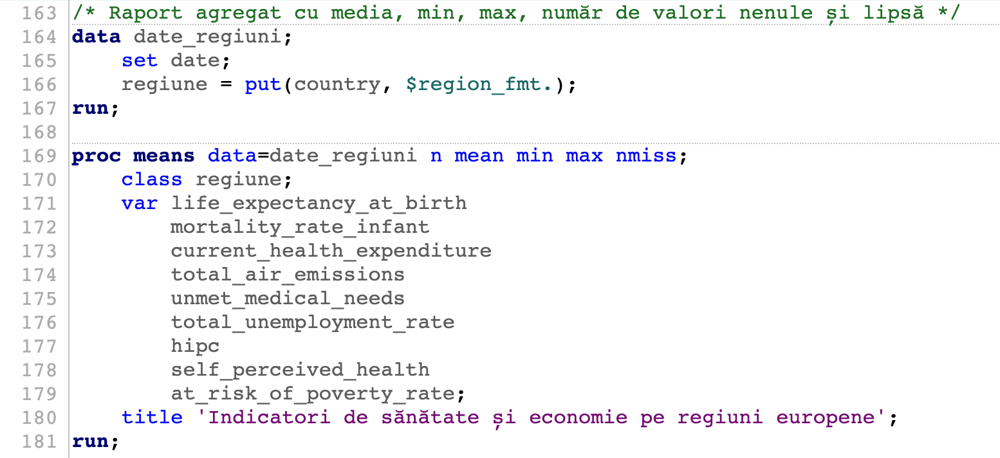 163 /* Raport agregat cu media, min, max, număr de valori nenule și lipsă */
164 data date_regiuni;
165     set date;
166     regiune = put(country, $region_fmt.);
167 run;
168
169 proc means data=date_regiuni n mean min max nmiss;
170     class regiune;
171     var life_expectancy_at_birth
172         mortality_rate_infant
173         current_health_expenditure
174         total_air_emissions
175         unmet_medical_needs
176         total_unemployment_rate
177         hipc
178         self_perceived_health
179         at_risk_of_poverty_rate;
180     title 'Indicatori de sănătate și economie pe regiuni europene';
181 run;